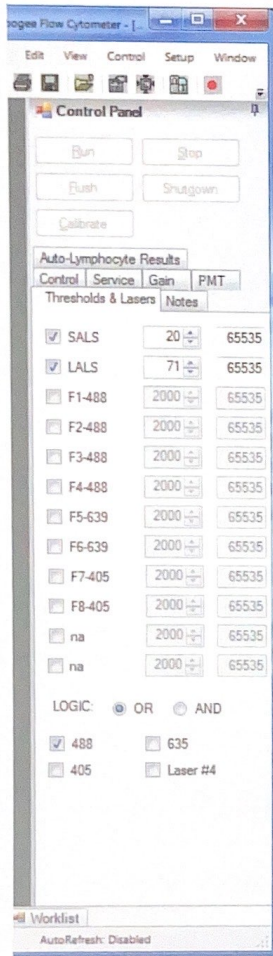 oogee Flow Cytometer - [..
Edit View Control Setup Window
Control Panel
Run Stop
Flush Shutdown
Calibrate
Auto-Lymphocyte Results
Control Service Gain PMT
Thresholds & Lasers Notes
SALS 20 65535
LALS 71 65535
F1-488 2000 65535
F2-488 2000 65535
F3-488 2000 65535
F4-488 2000 65535
F5-639 2000 65535
F6-639 2000 65535
F7-405 2000 65535
F8-405 2000 65535
na 2000 65535
na 2000 65535
LOGIC: OR AND
488 635
405 Laser #4
Worklist
AutoRefresh: Disabled